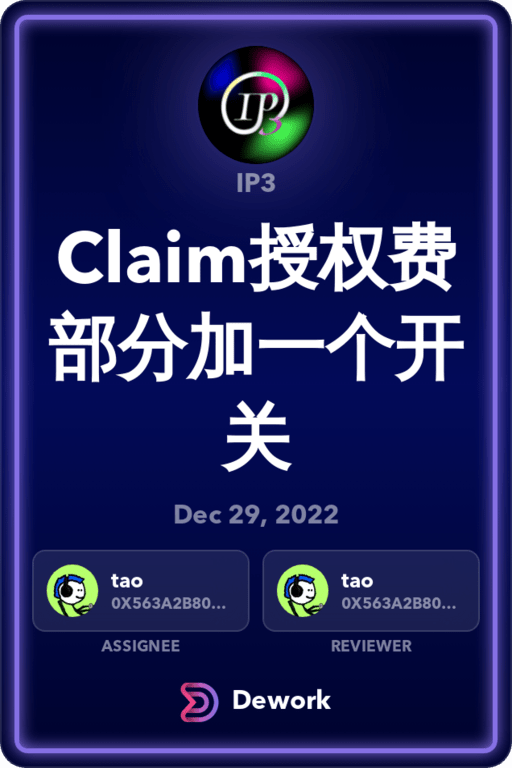 IP3
IP3
Claim授权费
部分加一个开
关
Dec 29, 2022
tao
0X563A2B80...
ASSIGNEE
tao
0X563A2B80...
REVIEWER
Dework